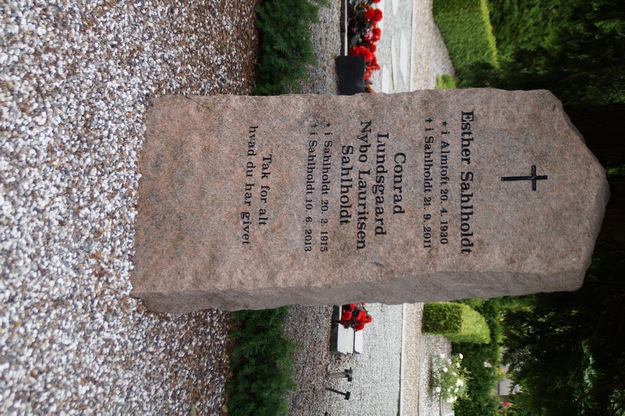 Esther Sahlholdt
* i Almtoft 20. 4. 1930
† i Sahlholdt 21. 9. 2011
Conrad
Lundsgaard
Nybo Lauritsen
Sahlholdt
* i Sahlholdt 20. 3. 1915
† i Sahlholdt 10. 6. 2013
Tak for alt
hvad du har givet